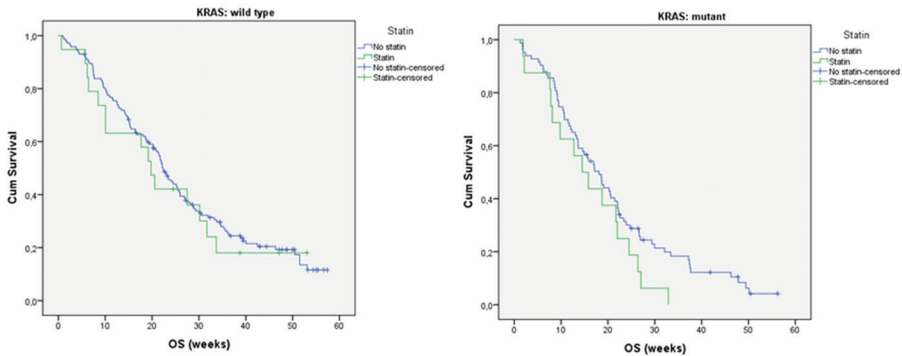 KRAS: wild type
Statin
No statin
Statin
No statin-censored
Statin-censored
1,0
0,8
0,6
0,4
0,2
0,0
Cum Survival
0 10 20 30 40 50 60
OS (weeks)
KRAS: mutant
Statin
No statin
Statin
No statin-censored
Statin-censored
1,0
0,8
0,6
0,4
0,2
0,0
Cum Survival
0 10 20 30 40 50 60
OS (weeks)